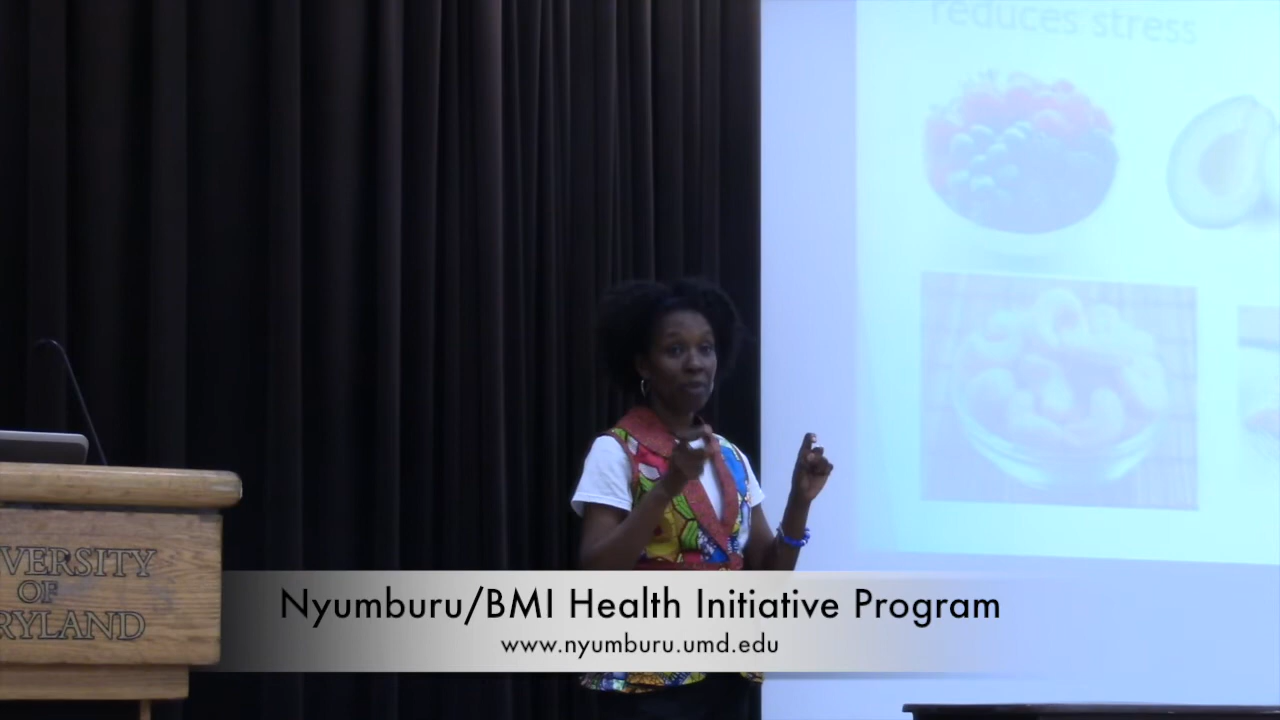 reduces stress
VERSITY
OF
RYLAND
Nyumburu/BMI Health Initiative Program
www.nyumburu.umd.edu